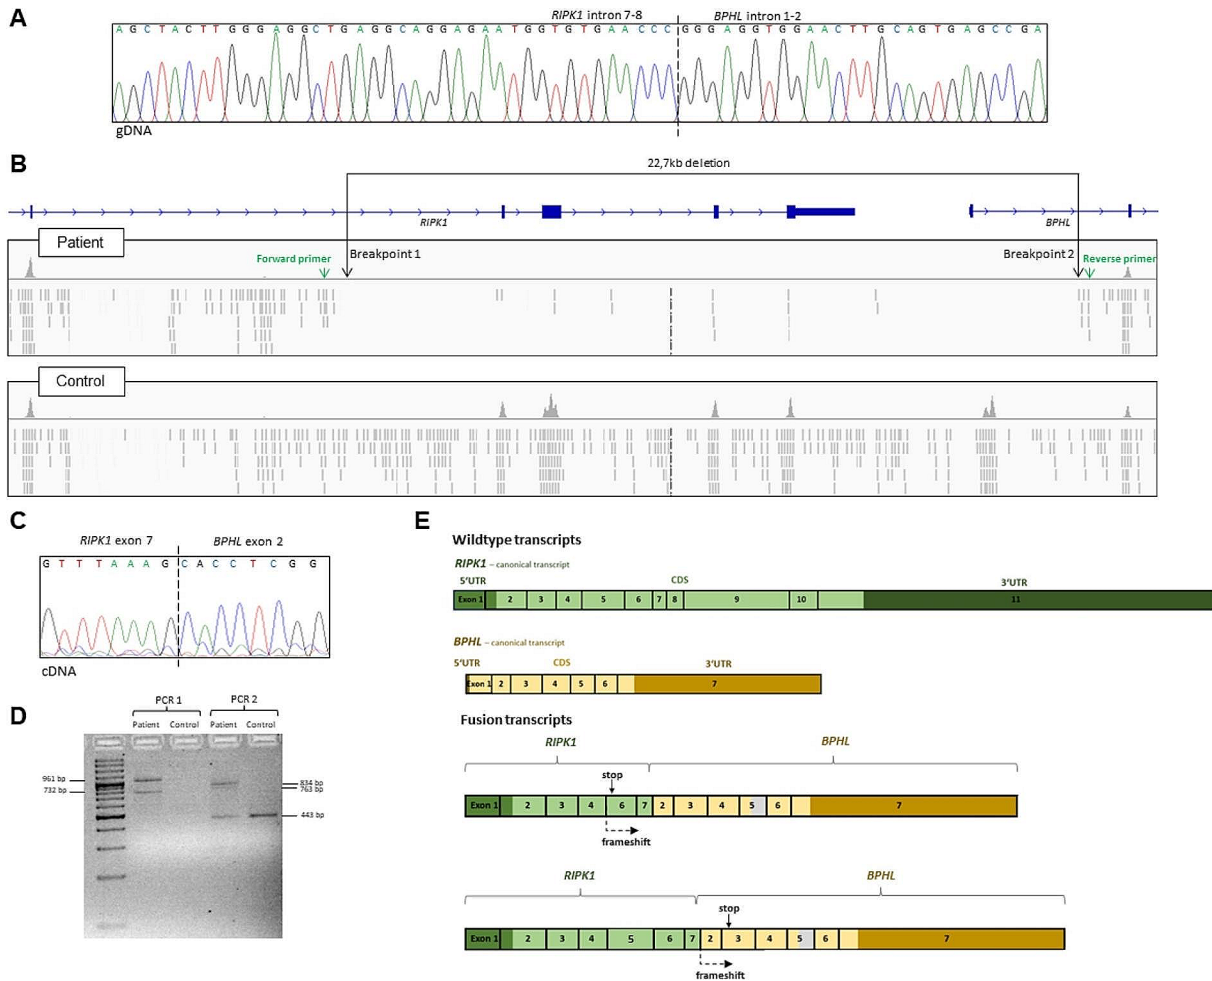 A
RIPK1 intron 7-8
BPHL intron 1-2
A G C T A C T T G G G A G G C T G A G G C A G G A G A A T G G T G T G A A C C C G G G A G G T G G A A C T T G C A G T G A G C C G A
gDNA
B
22,7kb deletion
RiPK1
BPHL
Patient
Forward primer
Breakpoint 1
Breakpoint 2
Reverse primer
Control
C
RIPK1 exon 7
BPHL exon 2
G T T T A A A G C A C C T C G G
cDNA
D
PCR 1
PCR 2
Patient
Control
Patient
Control
961 bp
732 bp
834 bp
763 bp
443 bp
E
Wildtype transcripts
RIPK1 – canonical transcript
5'UTR
CDS
3'UTR
Exon 1 2 3 4 5 6 7 8 9 10 11
BPHL – canonical transcript
5'UTR
CDS
3'UTR
Exon 1 2 3 4 5 6 7
Fusion transcripts
RIPK1
BPHL
stop
Exon 1 2 3 4 6 7 2 3 4 5 6 7
frameshift
RIPK1
BPHL
stop
Exon 1 2 3 4 5 6 7 2 3 4 5 6 7
frameshift